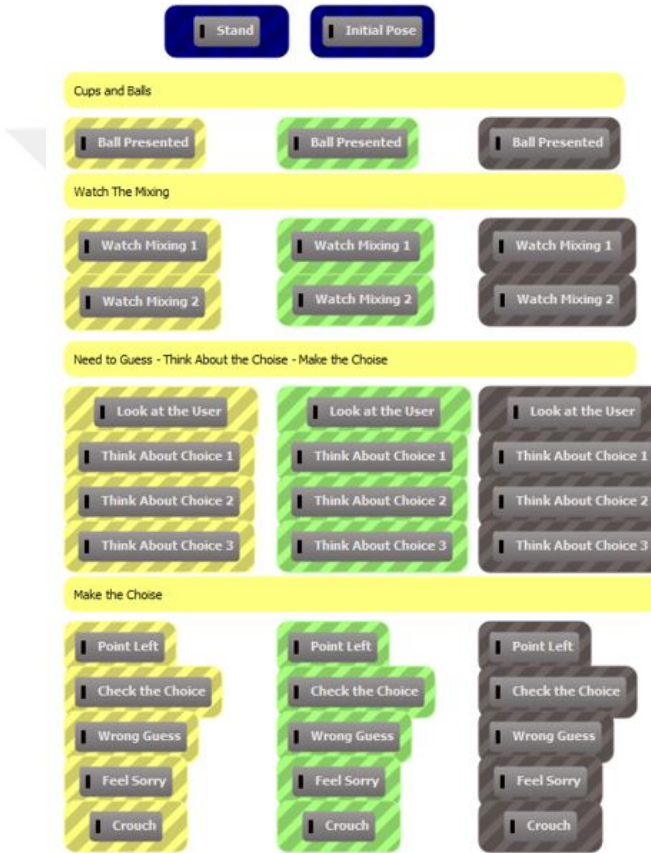 Stand Initial Pose
Cups and Balls
Ball Presented Ball Presented Ball Presented
Watch The Mixing
Watch Mixing 1 Watch Mixing 1 Watch Mixing 1
Watch Mixing 2 Watch Mixing 2 Watch Mixing 2
Need to Guess - Think About the Choise - Make the Choise
Look at the User Look at the User Look at the User
Think About Choice 1 Think About Choice 1 Think About Choice 1
Think About Choice 2 Think About Choice 2 Think About Choice 2
Think About Choice 3 Think About Choice 3 Think About Choice 3
Make the Choise
Point Left Point Left Point Left
Check the Choice Check the Choice Check the Choice
Wrong Guess Wrong Guess Wrong Guess
Feel Sorry Feel Sorry Feel Sorry
Crouch Crouch Crouch